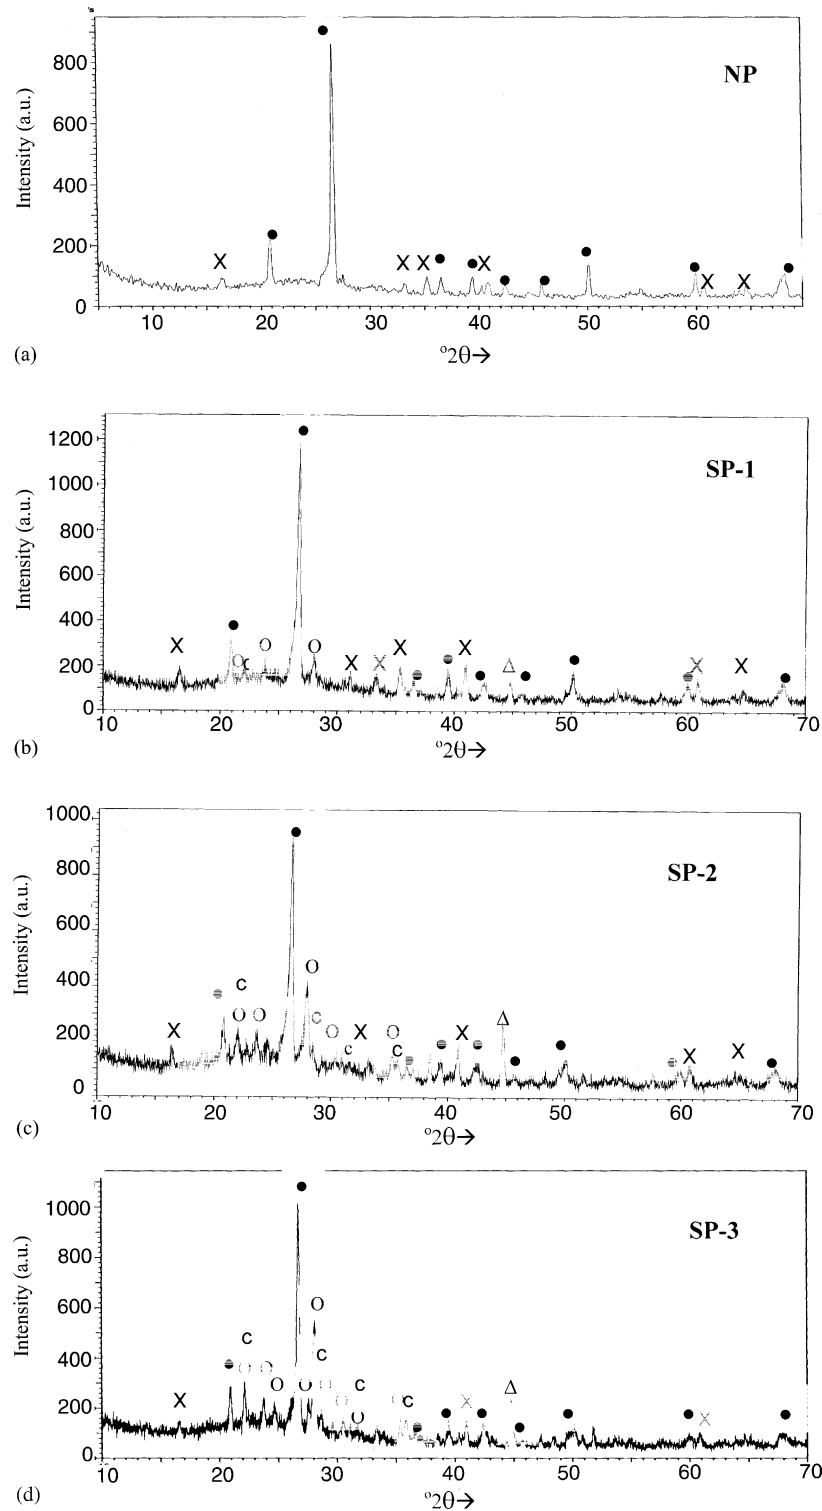 's
Intensity (a.u.)
800
600
400
200
0
NP
X X X X X X
10 20 30 40 50 60
°2θ→
(a)
Intensity (a.u.)
1200
1000
800
600
400
200
0
SP-1
X O c O O X X X X Δ X X
10 20 30 40 50 60 70
°2θ→
(b)
Intensity (a.u.)
1000
800
600
400
200
0
SP-2
O
c
X O O c O X O X Δ X X
c c
10 20 30 40 50 60 70
°2θ→
(c)
Intensity (a.u.)
1000
800
600
400
200
0
SP-3
O
c c
X O O O O O O c O O c X Δ X
10 20 30 40 50 60 70
°2θ→
(d)